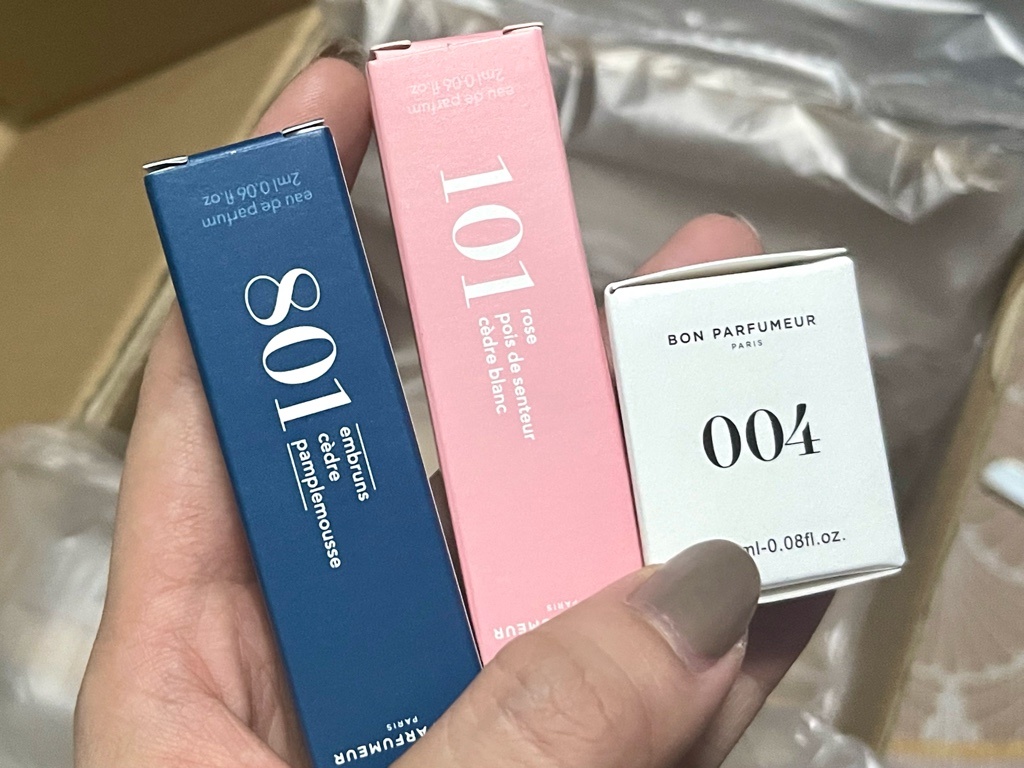 eau de parfum
2ml 0.06 fl.oz
801
embruns
cèdre
pamplemousse
PARIS
eau de parfum
2ml 0.06 fl.oz
101
rose
pois de senteur
cèdre blanc
PARIS
BON PARFUMEUR
PARIS
004
ml-0.08fl.oz.